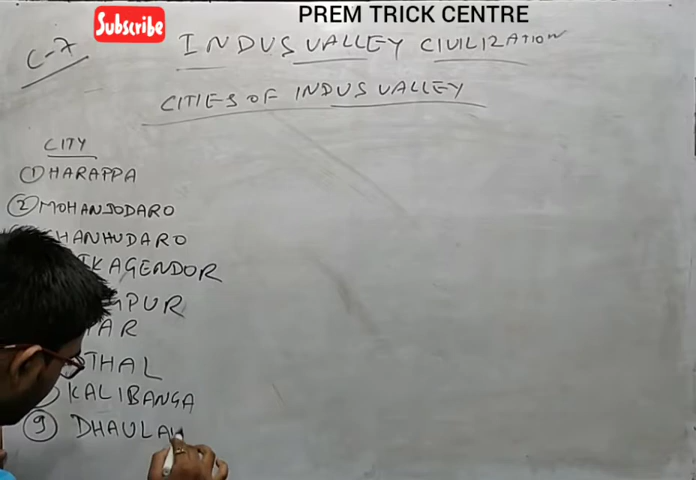 Subscribe
PREM TRICK CENTRE
C-7
INDUS VALLEY CIVILIZATION
CITIES OF INDUS VALLEY
CITY
① HARAPPA
② MOHANJODARO
HANHUDARO
KAGENDOR
PUR
PAR
THAL
KALIBANGA
⑨ DHAULA